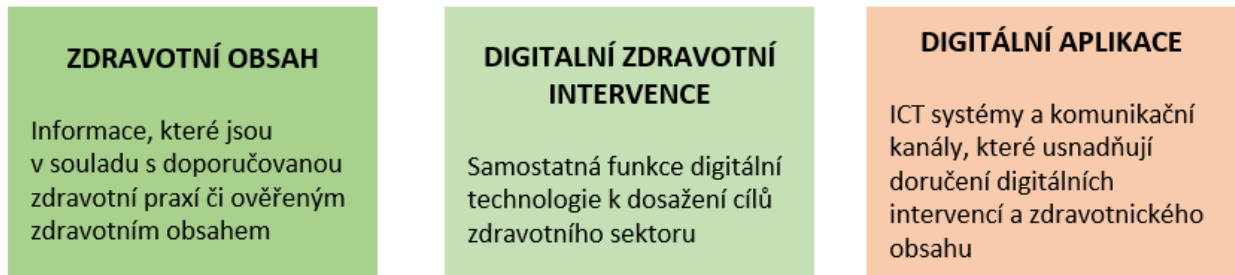 ZDRAVOTNÍ OBSAH
Informace, které jsou
v souladu s doporučovanou
zdravotní praxí či ověřeným
zdravotním obsahem
DIGITALNÍ ZDRAVOTNÍ
INTERVENCE
Samostatná funkce digitální
technologie k dosažení cílů
zdravotního sektoru
DIGITÁLNÍ APLIKACE
ICT systémy a komunikační
kanály, které usnadňují
doručení digitálních
intervencí a zdravotnického
obsahu